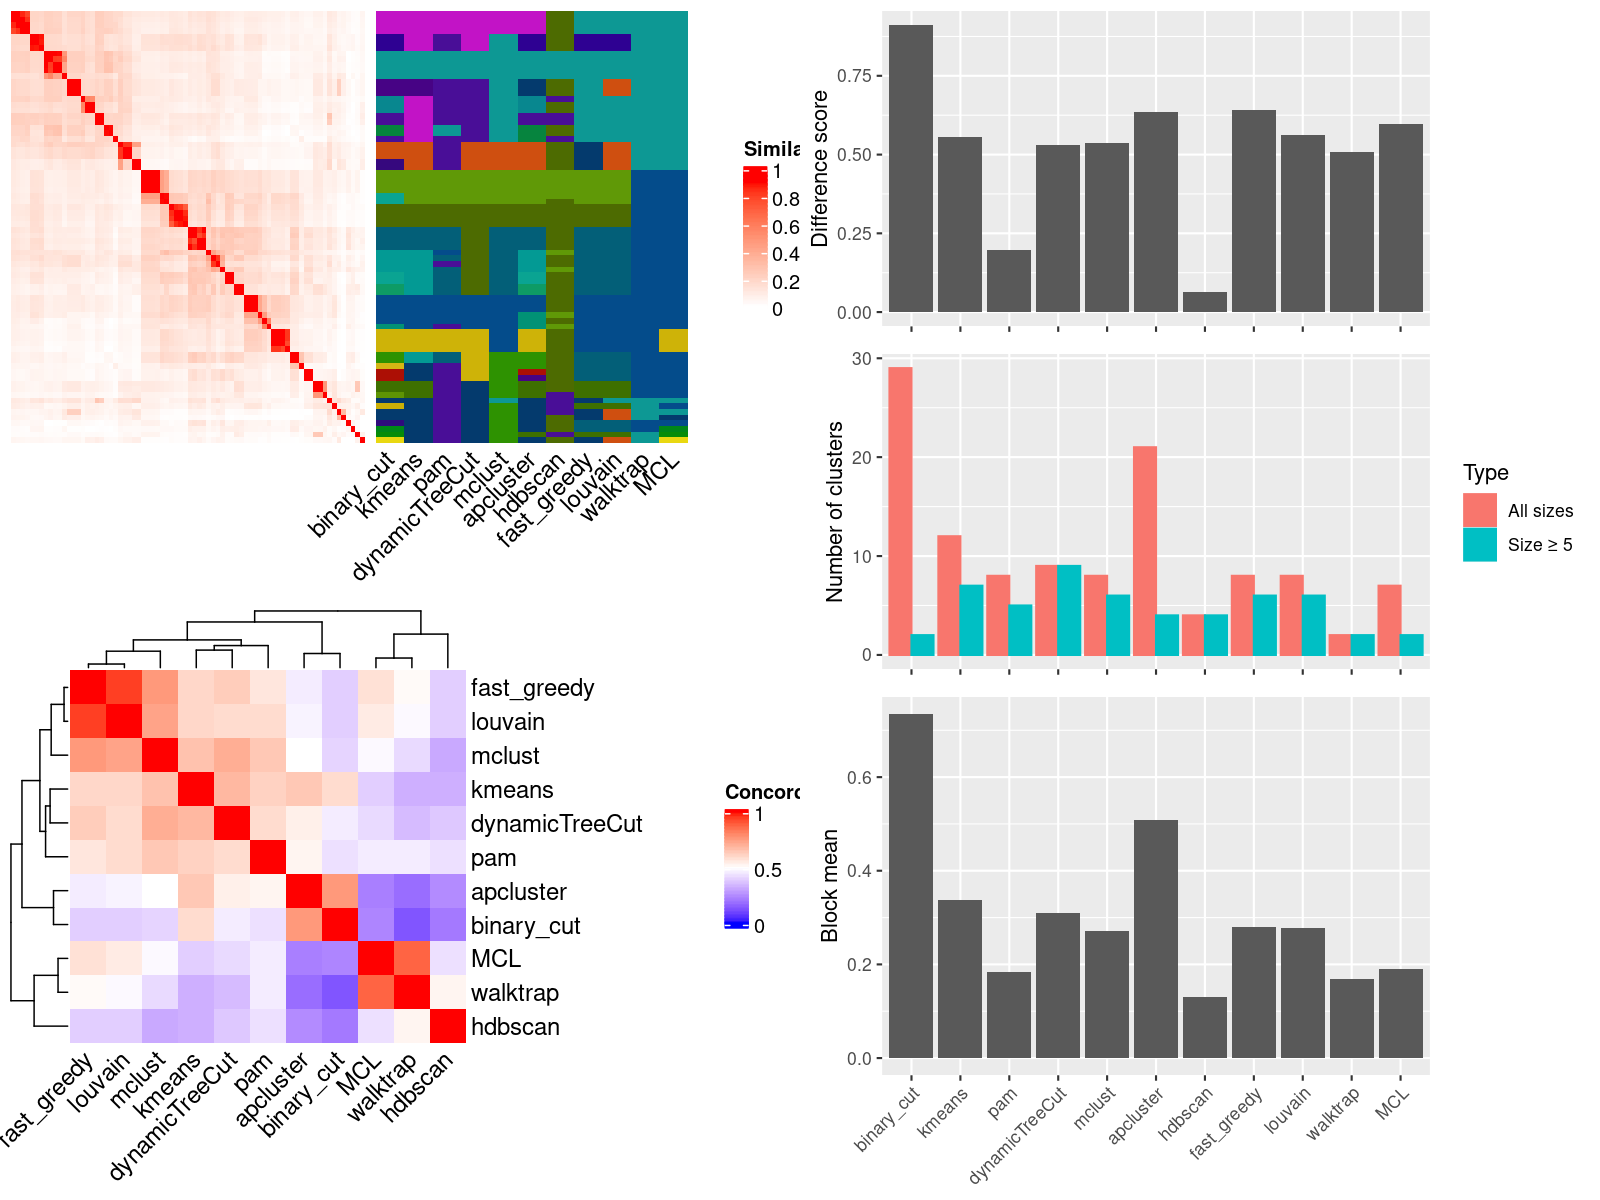 Simila
1
0.8
0.6
0.4
0.2
0
binary_cut
kmeans
pam
dynamicTreeCut
mclust
apcluster
hdbscan
fast_greedy
louvain
walktrap
MCL
fast_greedy
louvain
mclust
kmeans
dynamicTreeCut
pam
apcluster
binary_cut
MCL
walktrap
hdbscan
fast_greedy
louvain
mclust
kmeans
dynamicTreeCut
pam
apcluster
binary_cut
MCL
walktrap
hdbscan
Concord
1
0.5
0
Difference score
0.75
0.50
0.25
0.00
Number of clusters
30
20
10
0
Type
All sizes
Size ≥ 5
Block mean
0.6
0.4
0.2
0.0
binary_cut
kmeans
pam
dynamicTreeCut
mclust
apcluster
hdbscan
fast_greedy
louvain
walktrap
MCL